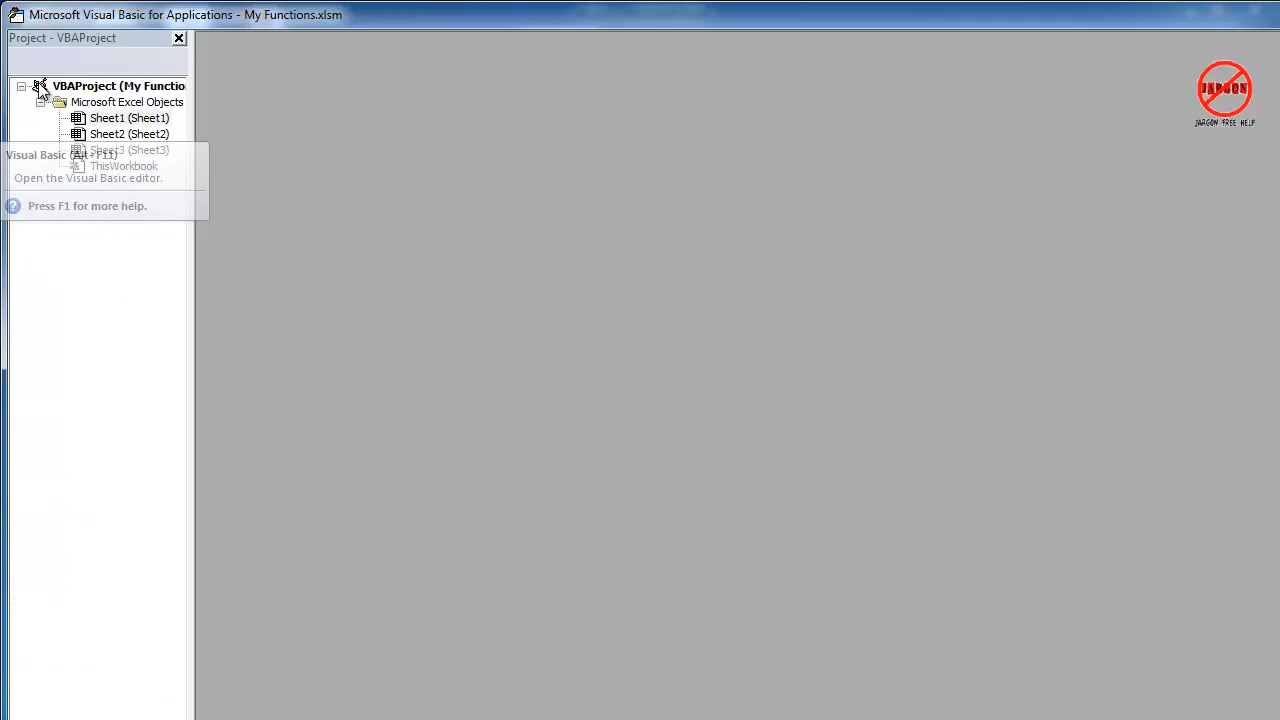 Microsoft Visual Basic for Applications - My Functions.xlsm
Project - VBAProject
VBAProject (My Functio
Microsoft Excel Objects
Sheet1 (Sheet1)
Sheet2 (Sheet2)
Sheet3 (Sheet3)
Visual Basic (Alt+F11)
ThisWorkbook
Open the Visual Basic editor.
Press F1 for more help.
JARGON
JARGON FREE HELP